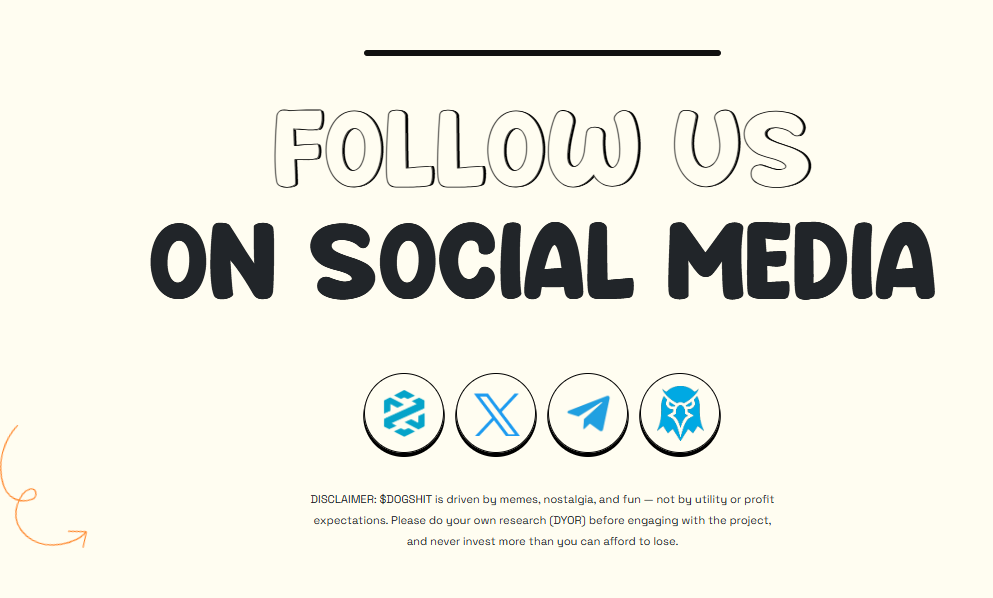 FOLLOW US
ON SOCIAL MEDIA
DISCLAIMER: $DOGSHIT is driven by memes, nostalgia, and fun — not by utility or profit
expectations. Please do your own research (DYOR) before engaging with the project,
and never invest more than you can afford to lose.